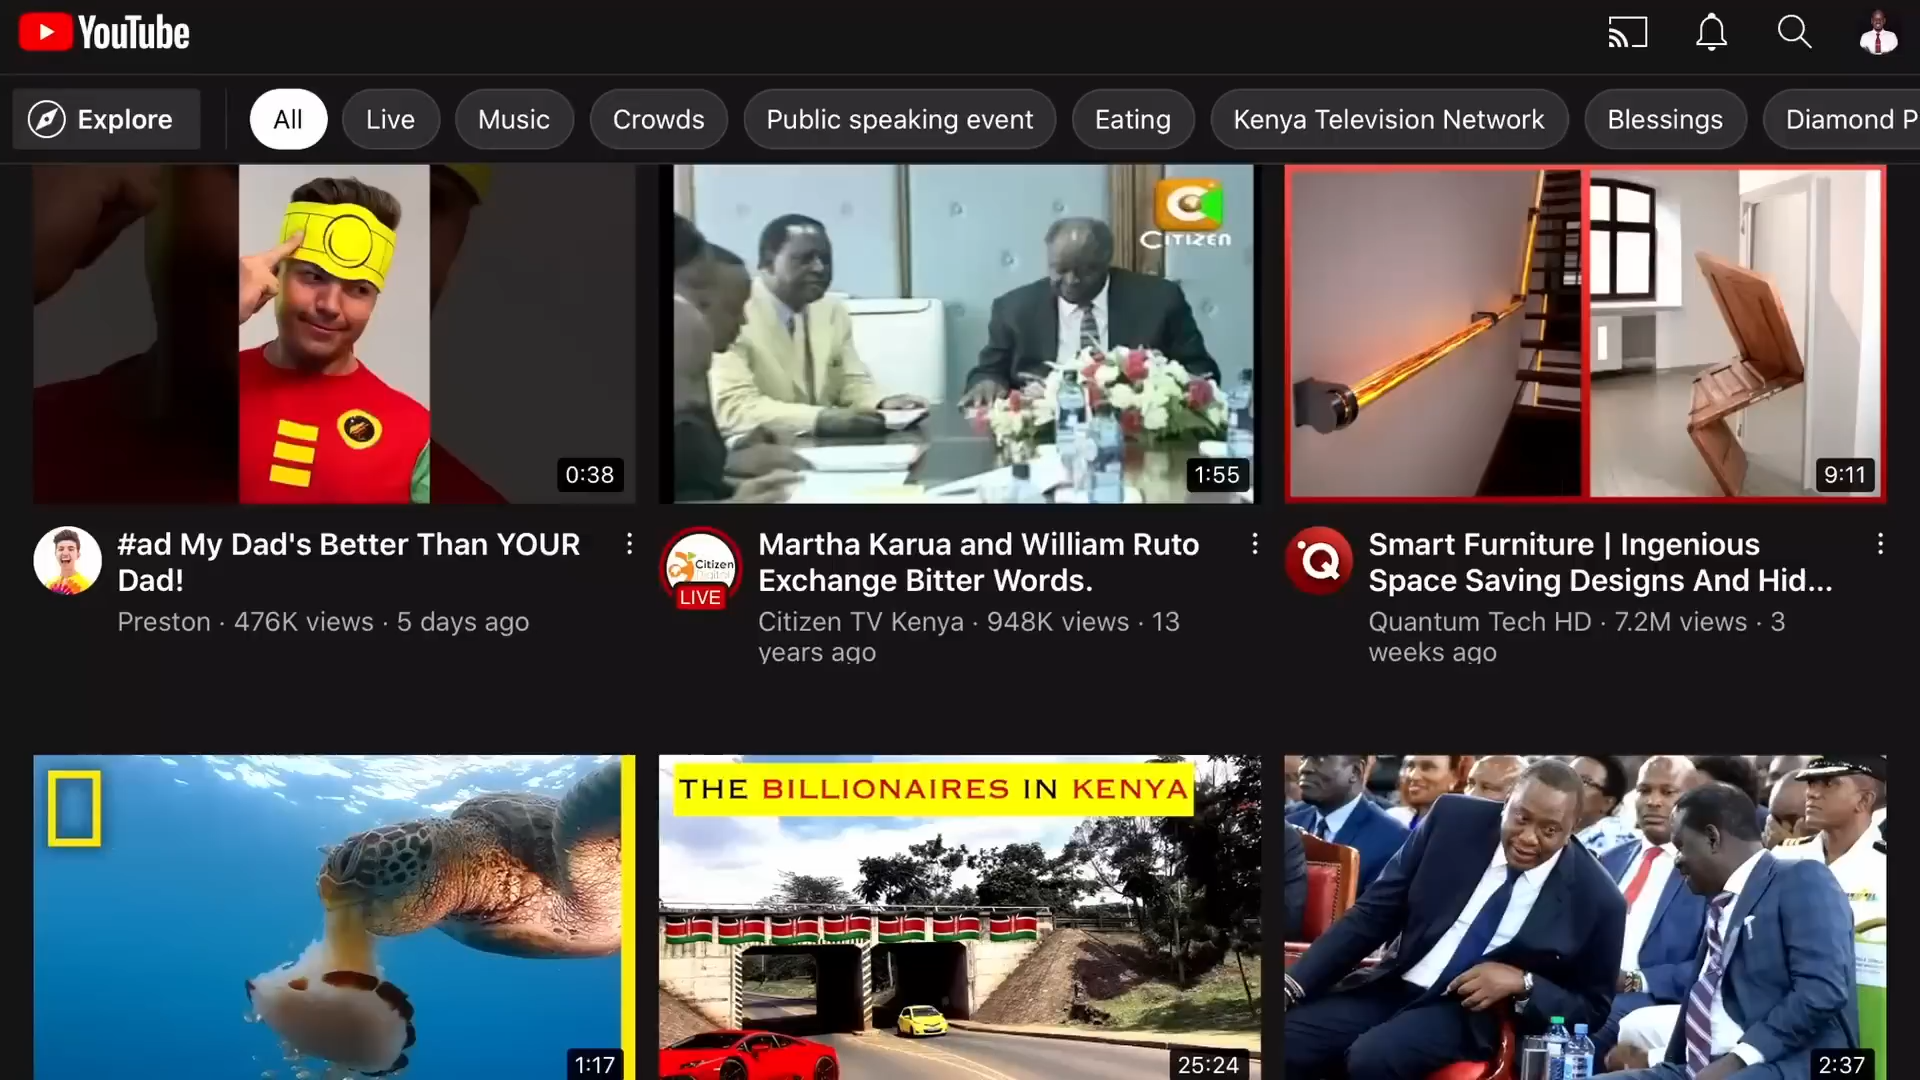 YouTube
Explore
All
Live
Music
Crowds
Public speaking event
Eating
Kenya Television Network
Blessings
Diamond P
CITIZEN
0:38
1:55
9:11
#ad My Dad's Better Than YOUR
Dad!
Preston · 476K views · 5 days ago
Citizen
Digital
LIVE
Martha Karua and William Ruto
Exchange Bitter Words.
Citizen TV Kenya · 948K views · 13
years ago
Q
Smart Furniture | Ingenious
Space Saving Designs And Hid...
Quantum Tech HD · 7.2M views · 3
weeks ago
THE BILLIONAIRES IN KENYA
1:17
25:24
2:37